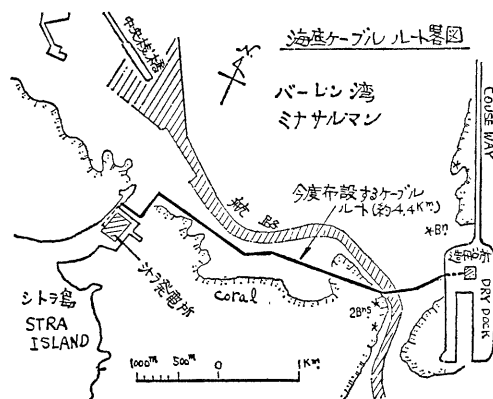 海底ケーブル ルート畧図
中央桟橋
N
バーレン湾
ミナサルマン
COUSE WAY
航路
今度布設するケーブル
ルート(約4.4Km)
*Bn
造船所
シトラ発電所
シトラ島
STRA
ISLAND
coral
2Bns
DRY DOCK
1000m 500m 0 1Km.